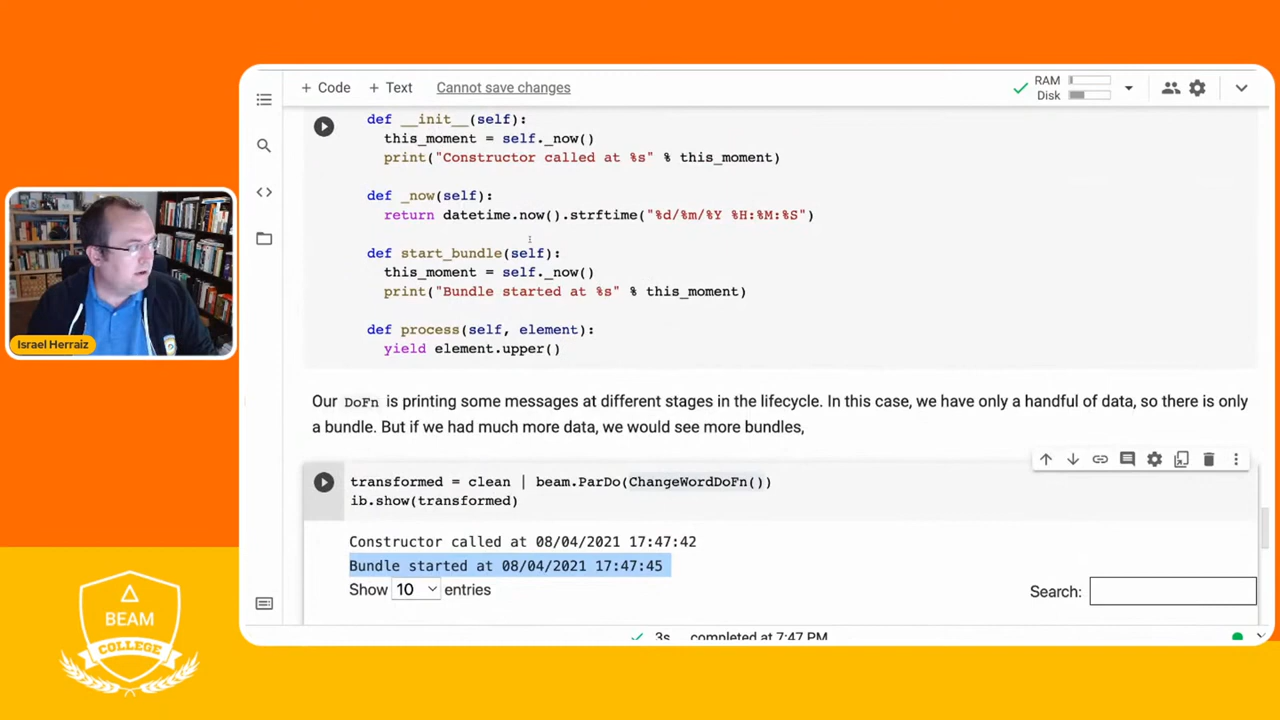 + Code + Text Cannot save changes
RAM
Disk
def __init__(self):
this_moment = self._now()
print("Constructor called at %s" % this_moment)
def _now(self):
return datetime.now().strftime("%d/%m/%Y %H:%M:%S")
def start_bundle(self):
this_moment = self._now()
print("Bundle started at %s" % this_moment)
def process(self, element):
yield element.upper()
Our DoFn is printing some messages at different stages in the lifecycle. In this case, we have only a handful of data, so there is only
a bundle. But if we had much more data, we would see more bundles,
transformed = clean | beam.ParDo(ChangeWordDoFn())
ib.show(transformed)
Constructor called at 08/04/2021 17:47:42
Bundle started at 08/04/2021 17:47:45
Show 10 entries
Search:
3s completed at 7:47 PM
Israel Herraiz
BEAM
COLLEGE